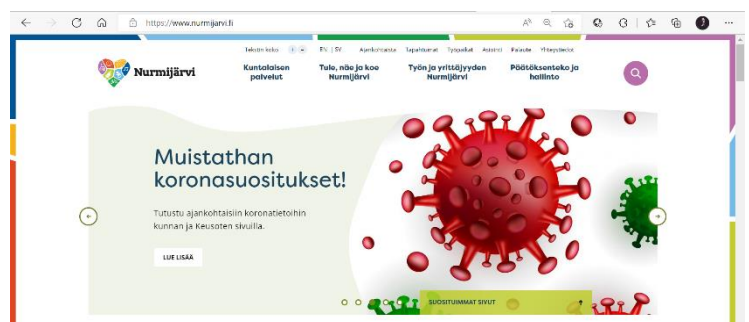 https://www.nurmijarvi.fi
Tekstin koko - + EN | SV Ajankohtaista Tapahtumat Työpaikat Asiointi Palaute Yhteystiedot
Nurmijärvi
Kuntalaisen
palvelut
Tule, näe ja koe
Nurmijärvi
Työn ja yrittäjyyden
Nurmijärvi
Päätöksenteko ja
hallinto
Muistathan
koronasuositukset!
Tutustu ajankohtaisiin koronatietoihin
kunnan ja Keusoten sivuilla.
LUE LISÄÄ
SUOSITUIMMAT SIVUT